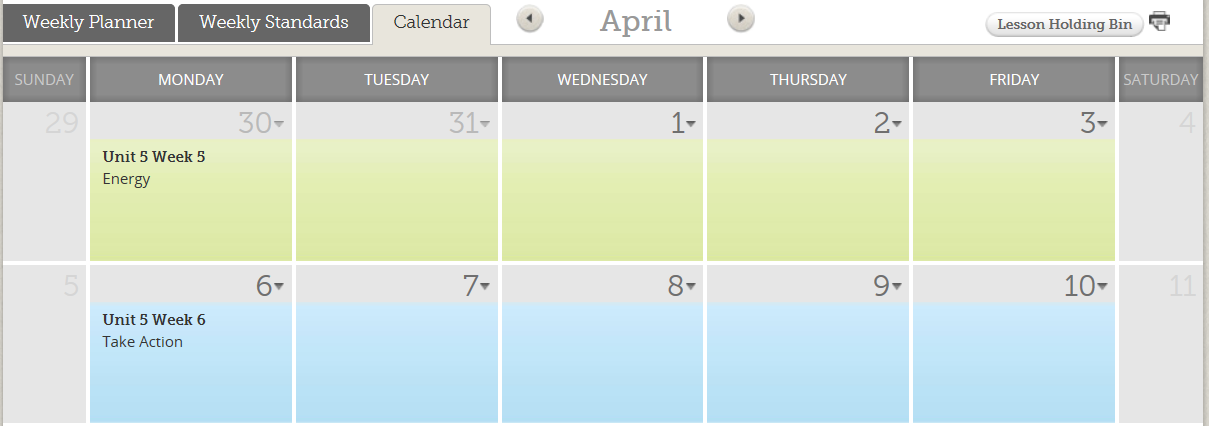 Weekly Planner Weekly Standards Calendar April Lesson Holding Bin
SUNDAY MONDAY TUESDAY WEDNESDAY THURSDAY FRIDAY SATURDAY
29 30 31 1 2 3 4
Unit 5 Week 5
Energy
5 6 7 8 9 10 11
Unit 5 Week 6
Take Action